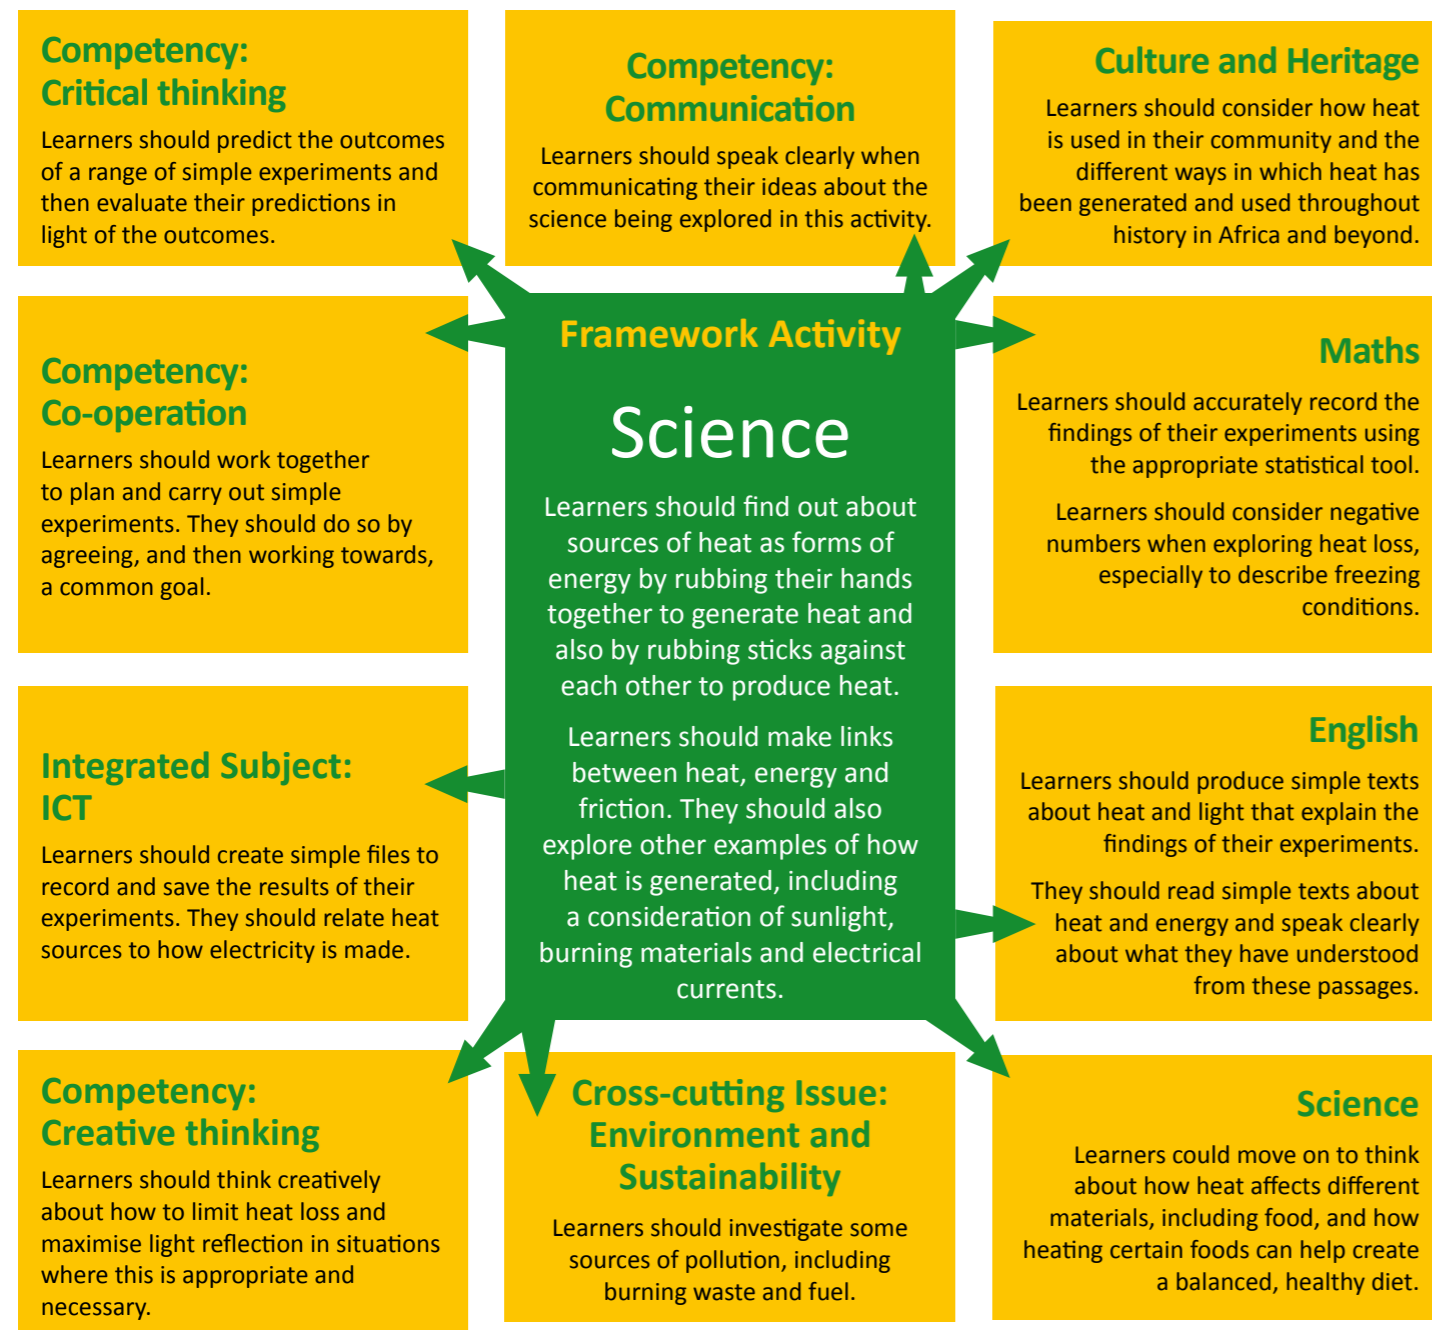 Competency:
Critical thinking
Learners should predict the outcomes
of a range of simple experiments and
then evaluate their predictions in
light of the outcomes.
Competency:
Communication
Learners should speak clearly when
communicating their ideas about the
science being explored in this activity.
Culture and Heritage
Learners should consider how heat
is used in their community and the
different ways in which heat has
been generated and used throughout
history in Africa and beyond.
Competency:
Co-operation
Learners should work together
to plan and carry out simple
experiments. They should do so by
agreeing, and then working towards,
a common goal.
Framework Activity
Science
Learners should find out about
sources of heat as forms of
energy by rubbing their hands
together to generate heat and
also by rubbing sticks against
each other to produce heat.
Learners should make links
between heat, energy and
friction. They should also
explore other examples of how
heat is generated, including
a consideration of sunlight,
burning materials and electrical
currents.
Maths
Learners should accurately record the
findings of their experiments using
the appropriate statistical tool.
Learners should consider negative
numbers when exploring heat loss,
especially to describe freezing
conditions.
Integrated Subject:
ICT
Learners should create simple files to
record and save the results of their
experiments. They should relate heat
sources to how electricity is made.
English
Learners should produce simple texts
about heat and light that explain the
findings of their experiments.
They should read simple texts about
heat and energy and speak clearly
about what they have understood
from these passages.
Competency:
Creative thinking
Learners should think creatively
about how to limit heat loss and
maximise light reflection in situations
where this is appropriate and
necessary.
Cross-cutting Issue:
Environment and
Sustainability
Learners should investigate some
sources of pollution, including
burning waste and fuel.
Science
Learners could move on to think
about how heat affects different
materials, including food, and how
heating certain foods can help create
a balanced, healthy diet.